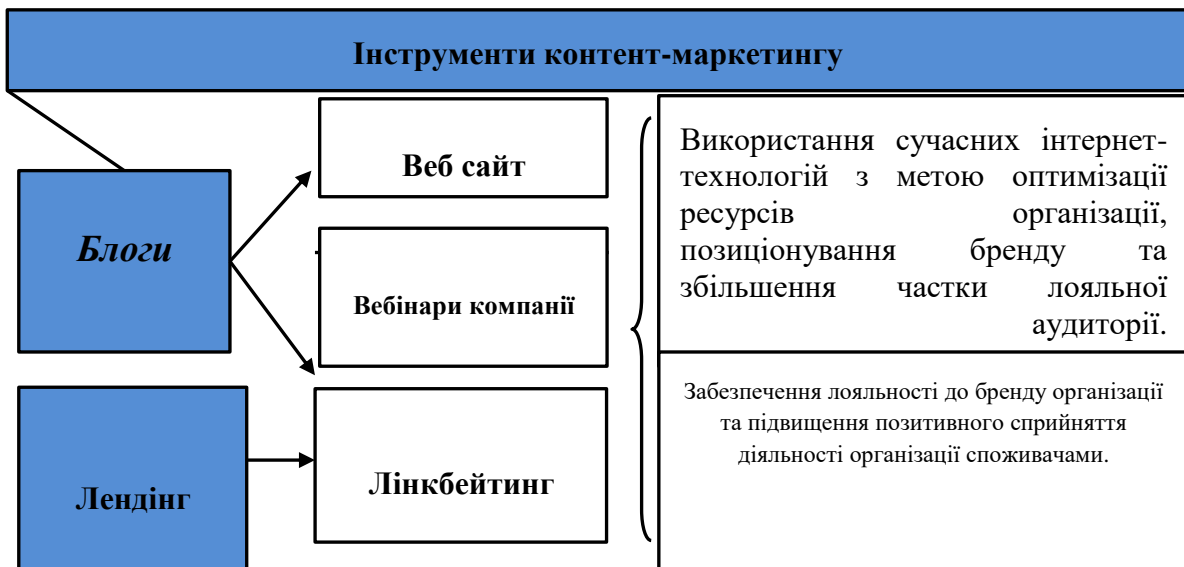 Інструменти контент-маркетингу
Блоги
Веб сайт
Вебінари компанії
Лендінг
Лінкбейтинг
Використання сучасних інтернет-
технологій з метою оптимізації
ресурсів організації,
позиціонування бренду та
збільшення частки лояльної
аудиторії.
Забезпечення лояльності до бренду організації
та підвищення позитивного сприйняття
діяльності організації споживачами.